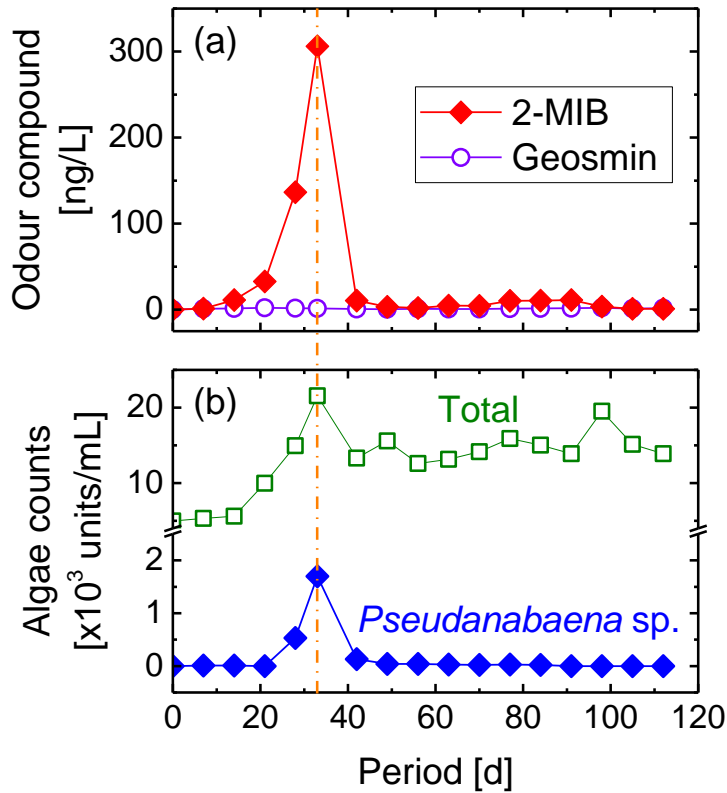 (a)
Odour compound
[ng/L]
300
200
100
0
2-MIB
Geosmin
(b)
Algae counts
[x10³ units/mL]
20
10
2
1
0
Total
Pseudanabaena sp.
0 20 40 60 80 100 120
Period [d]